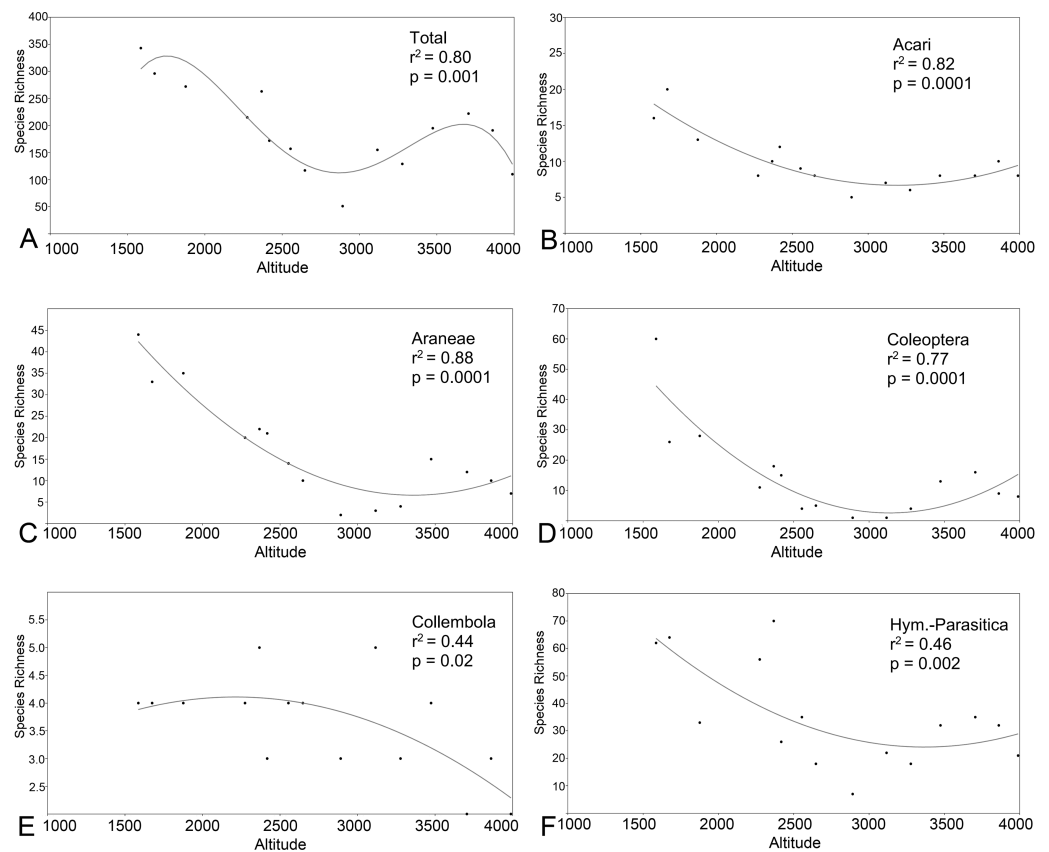 400
350
300
250
200
150
100
50
Species Richness
Total
r² = 0.80
p = 0.001
A
1000 1500 2000 2500 3000 3500 4000
Altitude
30
25
20
15
10
5
Species Richness
Acari
r² = 0.82
p = 0.0001
B
1000 1500 2000 2500 3000 3500 4000
Altitude
45
40
35
30
25
20
15
10
5
Species Richness
Araneae
r² = 0.88
p = 0.0001
C
1000 1500 2000 2500 3000 3500 4000
Altitude
70
60
50
40
30
20
10
Species Richness
Coleoptera
r² = 0.77
p = 0.0001
D
1000 1500 2000 2500 3000 3500 4000
Altitude
5.5
5.0
4.5
4.0
3.5
3.0
2.5
Species Richness
Collembola
r² = 0.44
p = 0.02
E
1000 1500 2000 2500 3000 3500 4000
Altitude
80
70
60
50
40
30
20
10
Species Richness
Hym.-Parasitica
r² = 0.46
p = 0.002
F
1000 1500 2000 2500 3000 3500 4000
Altitude